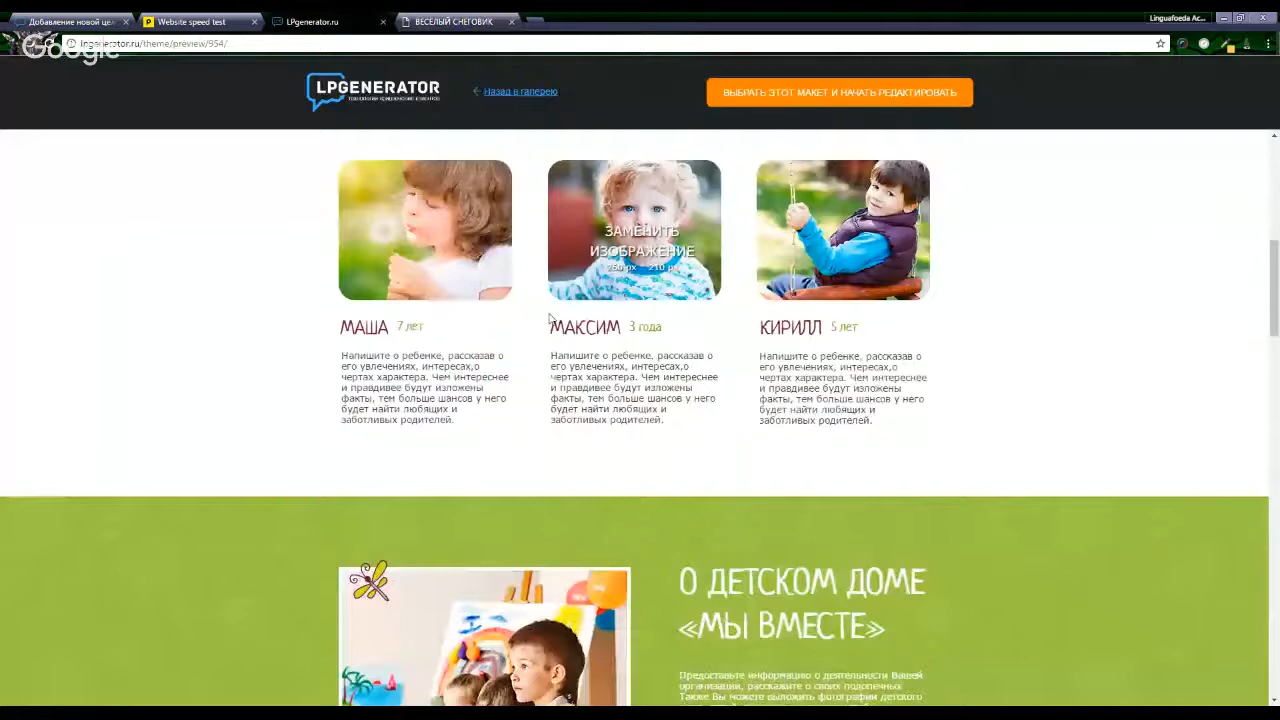 Добавление новой цел
Website speed test
LPgenerator.ru
ВЕСЕЛЫЙ СНЕГОВИК
Linguafoeda Ac...
lpgenerator.ru/theme/preview/954/
Google
LPGENERATOR
Назад в галерею
ВЫБРАТЬ ЭТОТ МАКЕТ И НАЧАТЬ РЕДАКТИРОВАТЬ
ЗАМЕНИТЬ
ИЗОБРАЖЕНИЕ
МАША 7 лет
МАКСИМ 3 года
КИРИЛЛ 5 лет
Напишите о ребенке, рассказав о
его увлечениях, интересах,о
чертах характера. Чем интереснее
и правдивее будут изложены
факты, тем больше шансов у него
будет найти любящих и
заботливых родителей.
Напишите о ребенке, рассказав о
его увлечениях, интересах,о
чертах характера. Чем интереснее
и правдивее будут изложены
факты, тем больше шансов у него
будет найти любящих и
заботливых родителей.
Напишите о ребенке, рассказав о
его увлечениях, интересах,о
чертах характера. Чем интереснее
и правдивее будут изложены
факты, тем больше шансов у него
будет найти любящих и
заботливых родителей.
О ДЕТСКОМ ДОМЕ
«МЫ ВМЕСТЕ»
Предоставьте информацию о деятельности Вашей
организации, расскажите о своих подопечных
Также Вы можете выложить фотографии детского